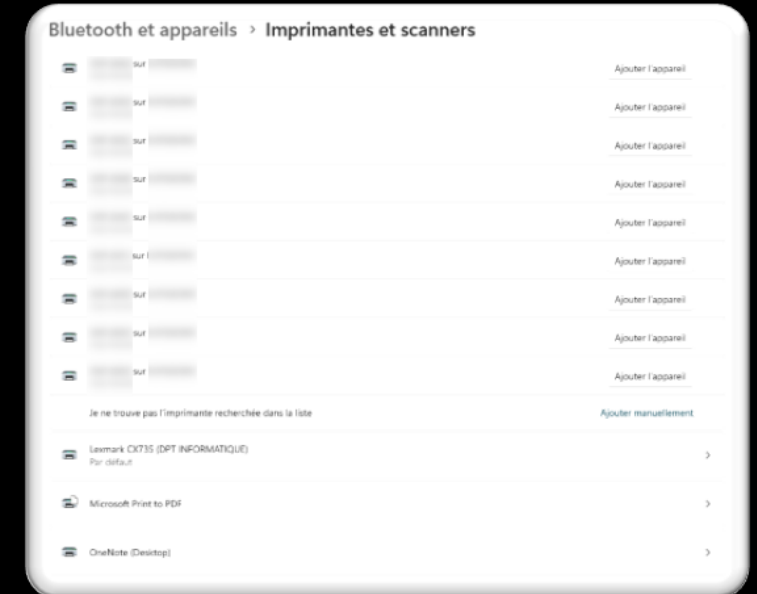 Bluetooth et appareils › Imprimantes et scanners
sur
Ajouter l'appareil
sur
Ajouter l'appareil
sur
Ajouter l'appareil
sur
Ajouter l'appareil
sur
Ajouter l'appareil
sur
Ajouter l'appareil
sur
Ajouter l'appareil
sur
Ajouter l'appareil
sur
Ajouter l'appareil
Je ne trouve pas l'imprimante recherchée dans la liste
Ajouter manuellement
Lexmark CX735 (DPT INFORMATIQUE)
Par défaut
Microsoft Print to PDF
OneNote (Desktop)